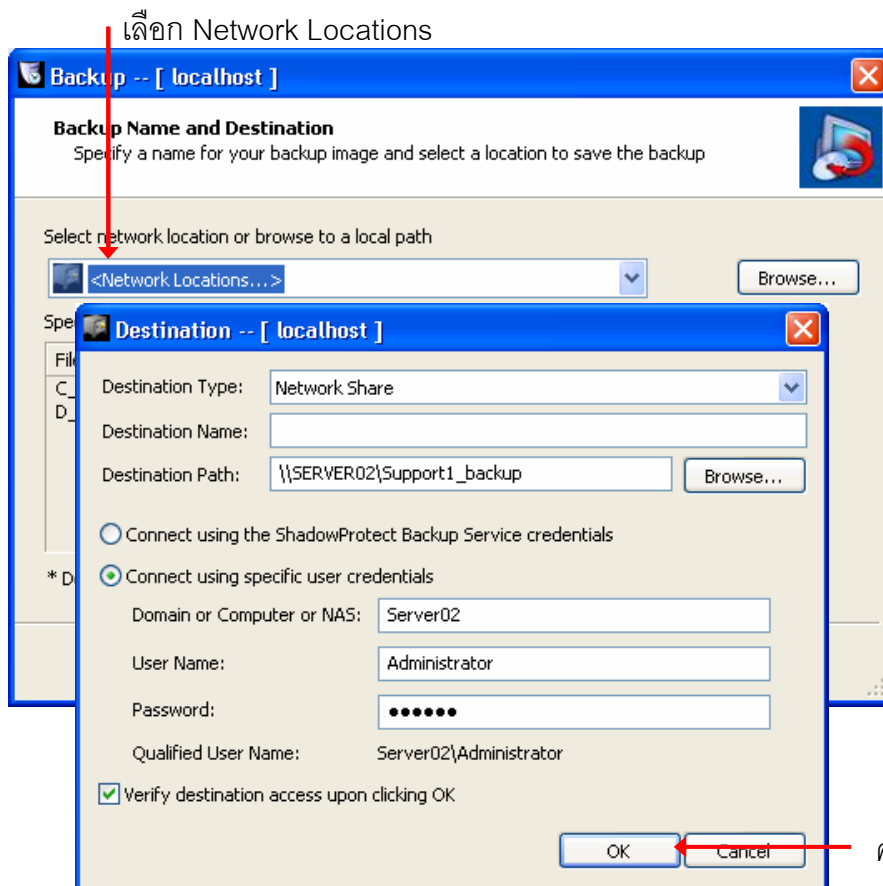 เลือก Network Locations
Backup -- [ localhost ]
Backup Name and Destination
Specify a name for your backup image and select a location to save the backup
Select network location or browse to a local path
<Network Locations...>
Browse...
Destination -- [ localhost ]
Destination Type:
Network Share
Destination Name:
Destination Path:
\\SERVER02\Support1_backup
Browse...
Connect using the ShadowProtect Backup Service credentials
Connect using specific user credentials
Domain or Computer or NAS:
Server02
User Name:
Administrator
Password:
●●●●●●
Qualified User Name:
Server02\Administrator
Verify destination access upon clicking OK
OK
Cancel